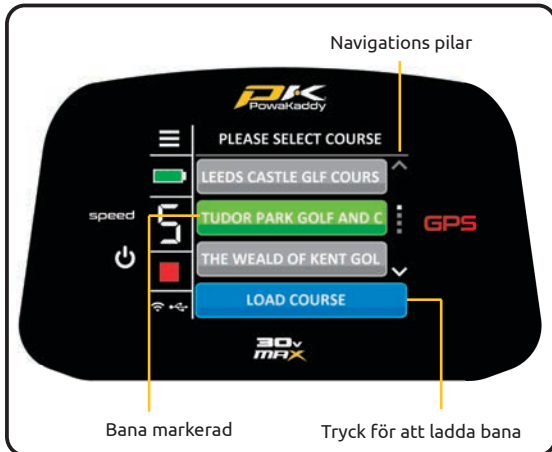 Navigations pilar
PK
PowaKaddy
PLEASE SELECT COURSE
LEEDS CASTLE GLF COURS
speed
5
TUDOR PARK GOLF AND C
GPS
THE WEALD OF KENT GOL
LOAD COURSE
30v
MAX
Bana markerad
Tryck för att ladda bana